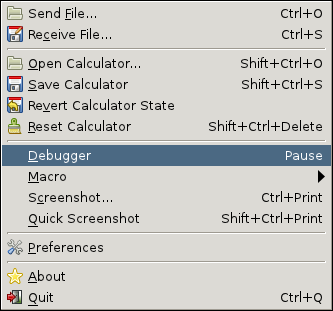 Send File... Ctrl+O
Receive File... Ctrl+S
Open Calculator... Shift+Ctrl+O
Save Calculator Shift+Ctrl+S
Revert Calculator State
Reset Calculator Shift+Ctrl+Delete
Debugger Pause
Macro
Screenshot... Ctrl+Print
Quick Screenshot Shift+Ctrl+Print
Preferences
About
Quit Ctrl+Q